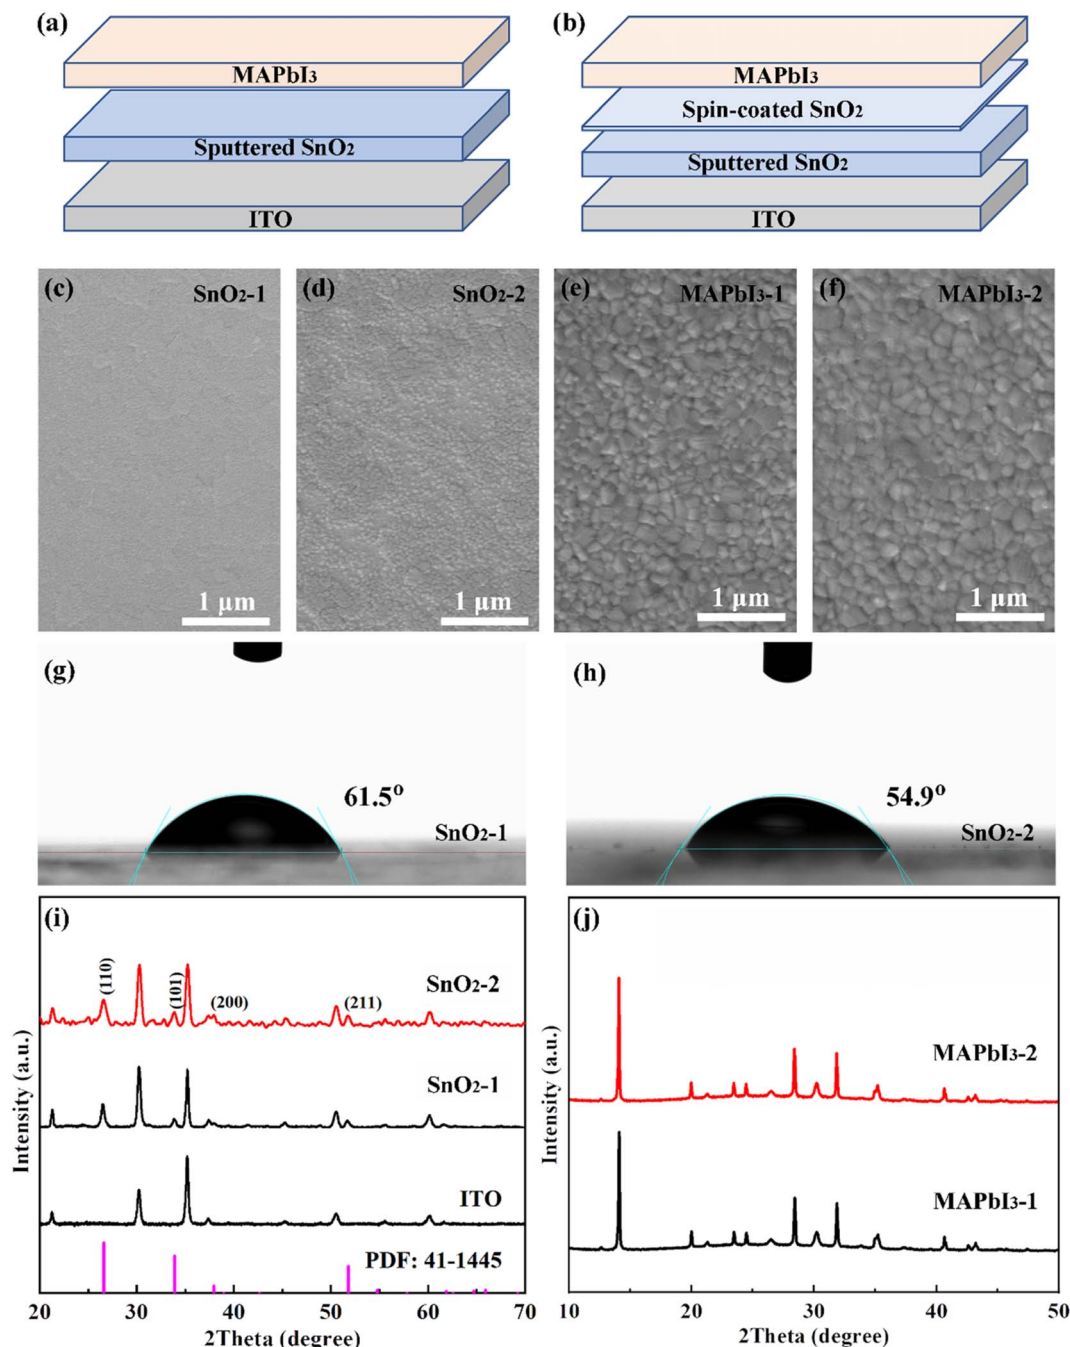 (a)
MAPbI₃
Sputtered SnO₂
ITO
(b)
MAPbI₃
Spin-coated SnO₂
Sputtered SnO₂
ITO
(c)
SnO₂-1
1 μm
(d)
SnO₂-2
1 μm
(e)
MAPbI₃-1
1 μm
(f)
MAPbI₃-2
1 μm
(g)
61.5°
SnO₂-1
(h)
54.9°
SnO₂-2
(i)
(110)
(101)
(200)
(211)
SnO₂-2
SnO₂-1
ITO
PDF: 41-1445
Intensity (a.u.)
20 30 40 50 60 70
2Theta (degree)
(j)
MAPbI₃-2
MAPbI₃-1
Intensity (a.u.)
10 20 30 40 50
2Theta (degree)